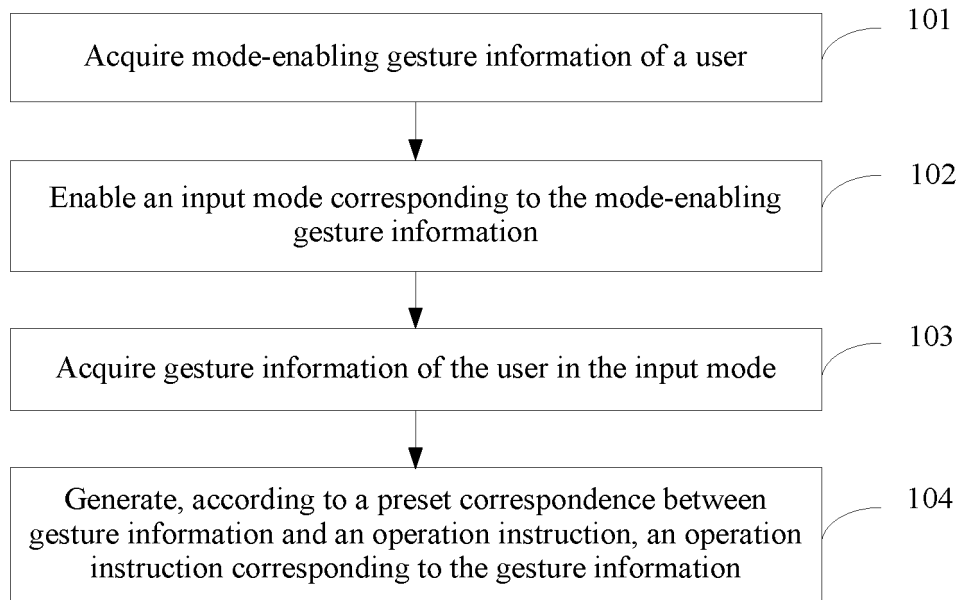 101
Acquire mode-enabling gesture information of a user
102
Enable an input mode corresponding to the mode-enabling
gesture information
103
Acquire gesture information of the user in the input mode
104
Generate, according to a preset correspondence between
gesture information and an operation instruction, an operation
instruction corresponding to the gesture information